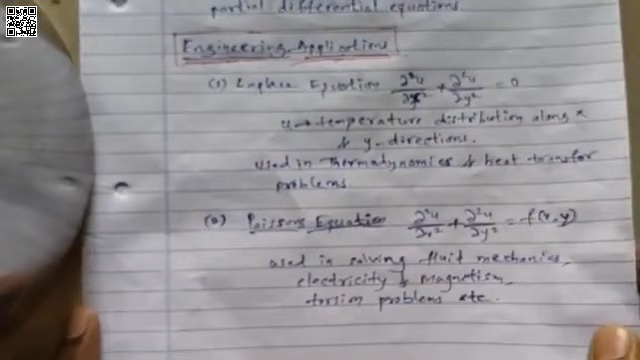 partial differential equations
Engineering Applications
(1) Laplace Equation ∂²u/∂x² + ∂²u/∂y² = 0
u → temperature distribution along x
& y-directions.
used in thermadynamics & heat transfer
problems
(2) Poissons Equation ∂²u/∂x² + ∂²u/∂y² = f(x,y)
used in solving fluid mechanics,
electricity & magnetism,
torsion problems etc.